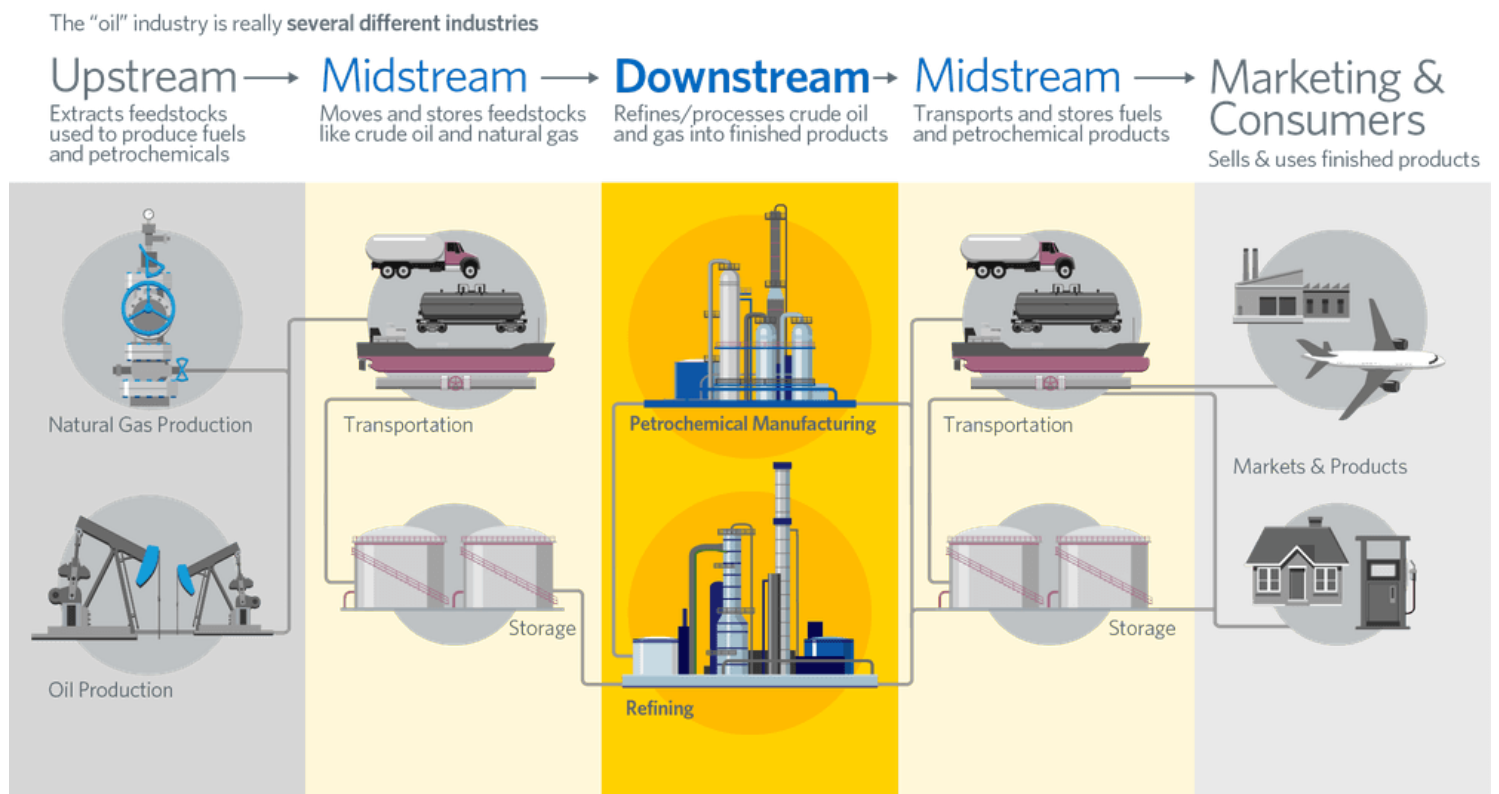 The “oil” industry is really several different industries
Upstream
Extracts feedstocks
used to produce fuels
and petrochemicals
Midstream
Moves and stores feedstocks
like crude oil and natural gas
Downstream
Refines/processes crude oil
and gas into finished products
Midstream
Transports and stores fuels
and petrochemical products
Marketing &
Consumers
Sells & uses finished products
Natural Gas Production
Oil Production
Transportation
Storage
Petrochemical Manufacturing
Refining
Transportation
Storage
Markets & Products